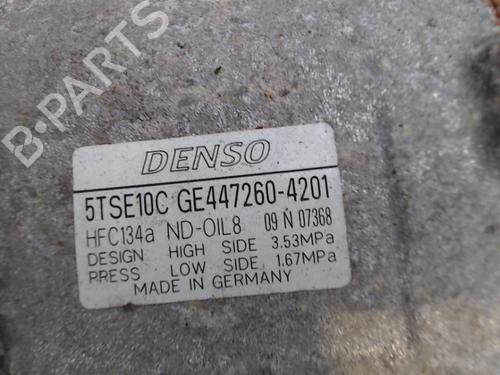 B-PARTS
DENSO
5TSE10C GE447260-4201
HFC134a ND-OIL8 09 N 07368
DESIGN HIGH SIDE 3.53MPa
PRESS LOW SIDE 1.67MPa
MADE IN GERMANY